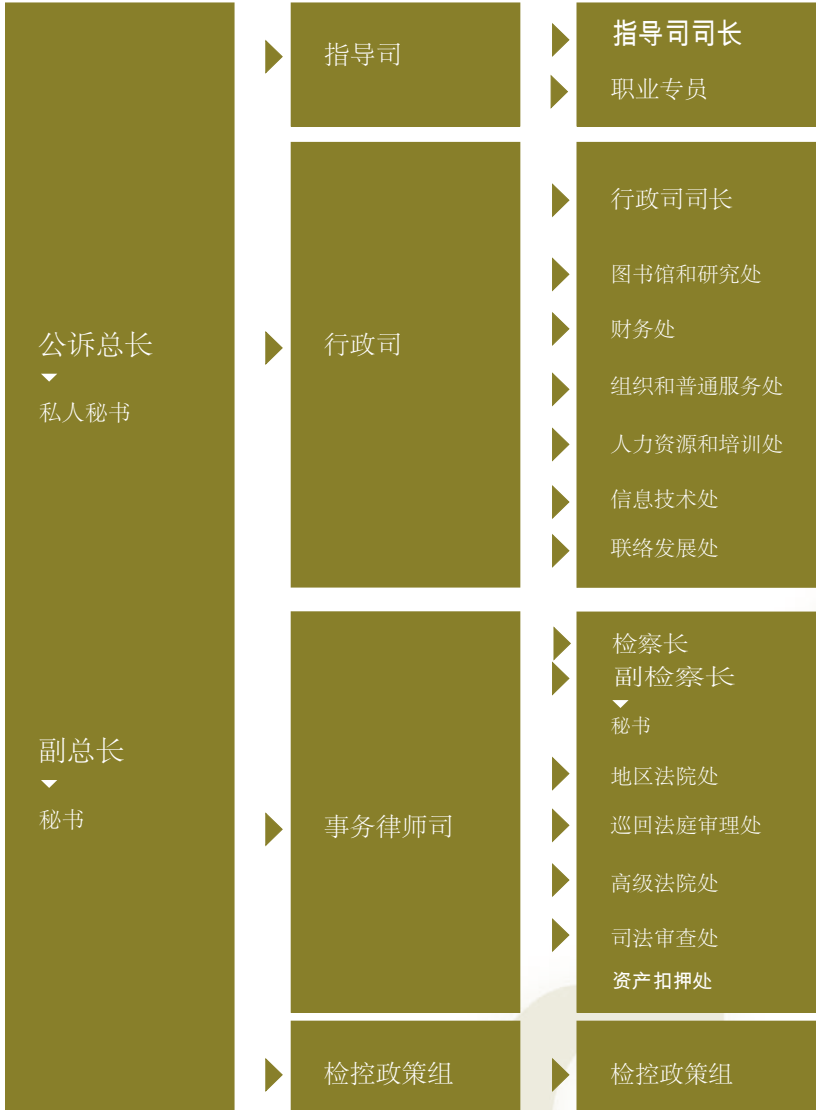 公诉总长
私人秘书
副总长
秘书
指导司
指导司司长
职业专员
行政司
行政司司长
图书馆和研究处
财务处
组织和普通服务处
人力资源和培训处
信息技术处
联络发展处
事务律师司
检察长
副检察长
秘书
地区法院处
巡回法庭审理处
高级法院处
司法审查处
资产扣押处
检控政策组
检控政策组